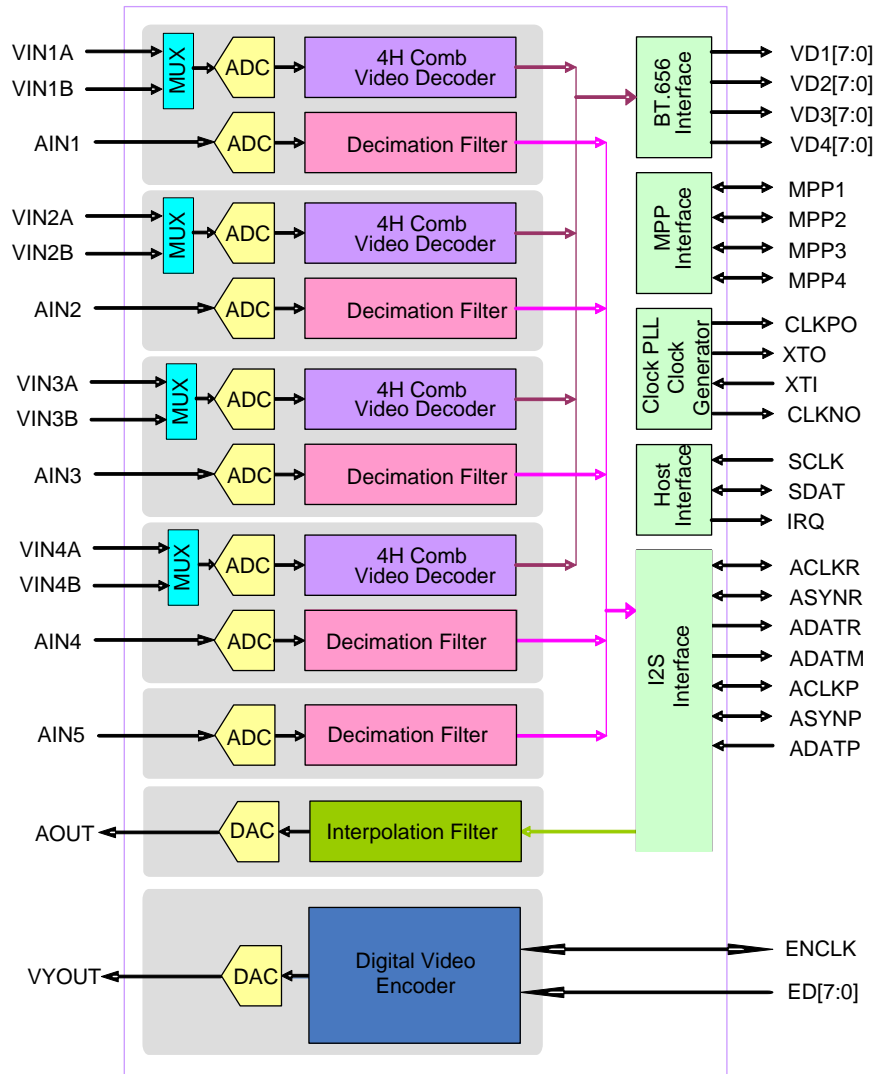 VIN1A
VIN1B
MUX
ADC
4H Comb
Video Decoder
AIN1
ADC
Decimation Filter
VIN2A
VIN2B
MUX
ADC
4H Comb
Video Decoder
AIN2
ADC
Decimation Filter
VIN3A
VIN3B
MUX
ADC
4H Comb
Video Decoder
AIN3
ADC
Decimation Filter
VIN4A
VIN4B
MUX
ADC
4H Comb
Video Decoder
AIN4
ADC
Decimation Filter
AIN5
ADC
Decimation Filter
AOUT
DAC
Interpolation Filter
VYOUT
DAC
Digital Video
Encoder
BT.656
Interface
VD1[7:0]
VD2[7:0]
VD3[7:0]
VD4[7:0]
MPP
Interface
MPP1
MPP2
MPP3
MPP4
Clock PLL
Clock
Generator
CLKPO
XTO
XTI
CLKNO
Host
Interface
SCLK
SDAT
IRQ
I2S
Interface
ACLKR
ASYNR
ADATR
ADATM
ACLKP
ASYNP
ADATP
ENCLK
ED[7:0]